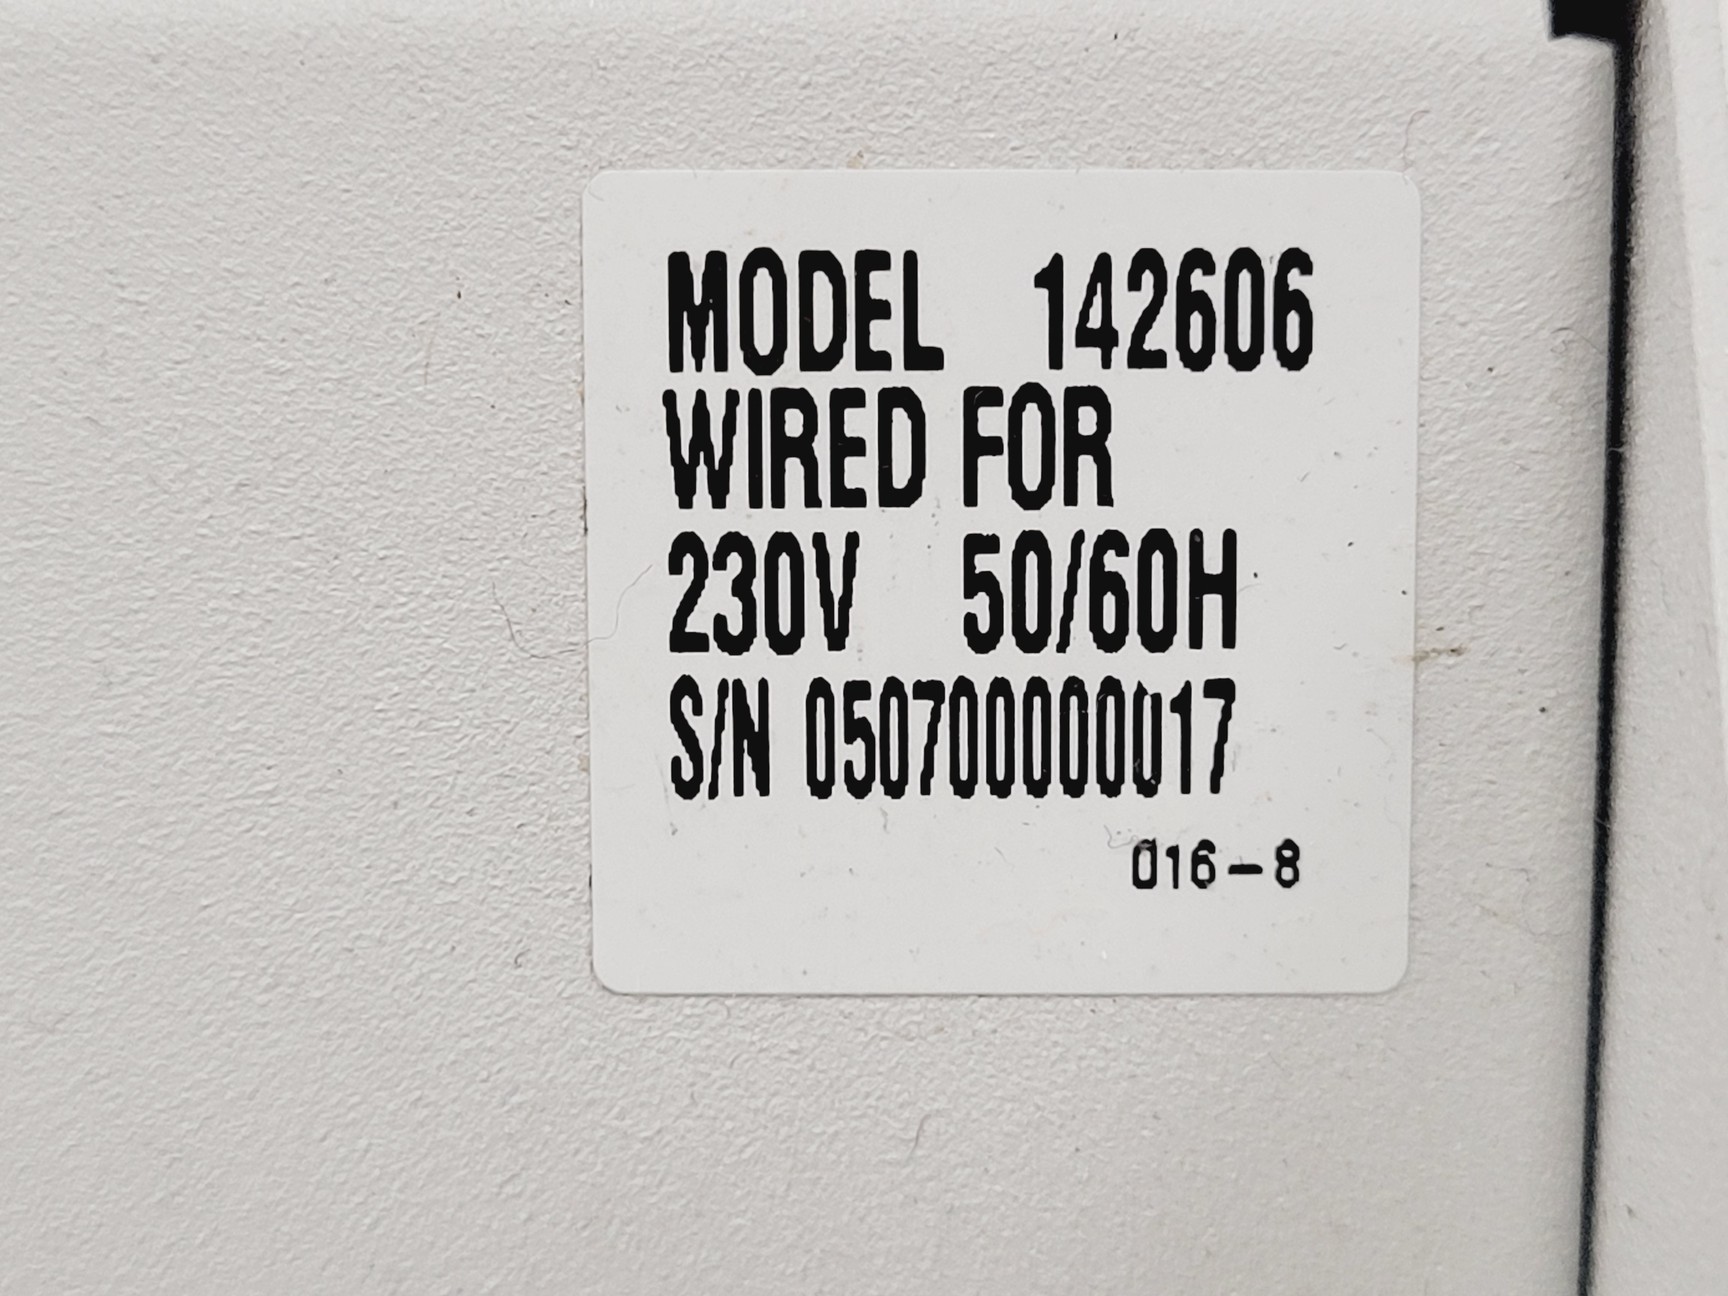 MODEL 142606
WIRED FOR
230V 50/60H
S/N 050700000017
016-8